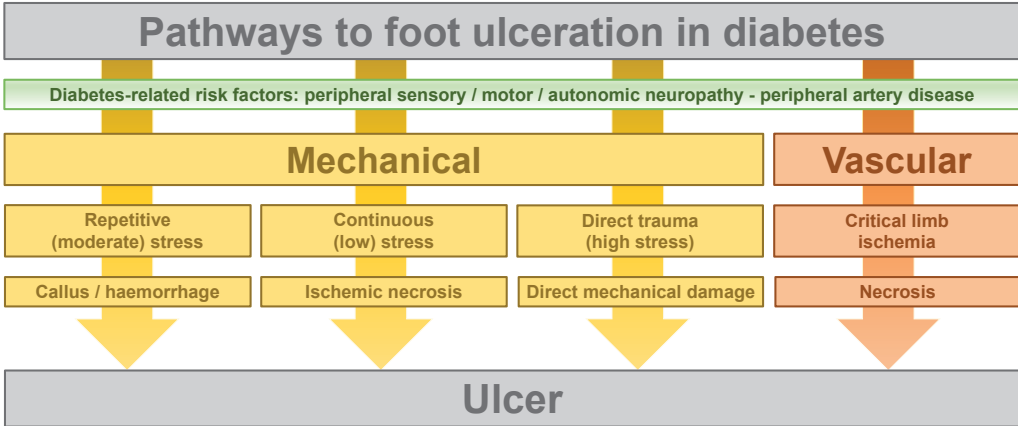 Pathways to foot ulceration in diabetes
Diabetes-related risk factors: peripheral sensory / motor / autonomic neuropathy - peripheral artery disease
Mechanical
Vascular
Repetitive
(moderate) stress
Continuous
(low) stress
Direct trauma
(high stress)
Critical limb
ischemia
Callus / haemorrhage
Ischemic necrosis
Direct mechanical damage
Necrosis
Ulcer